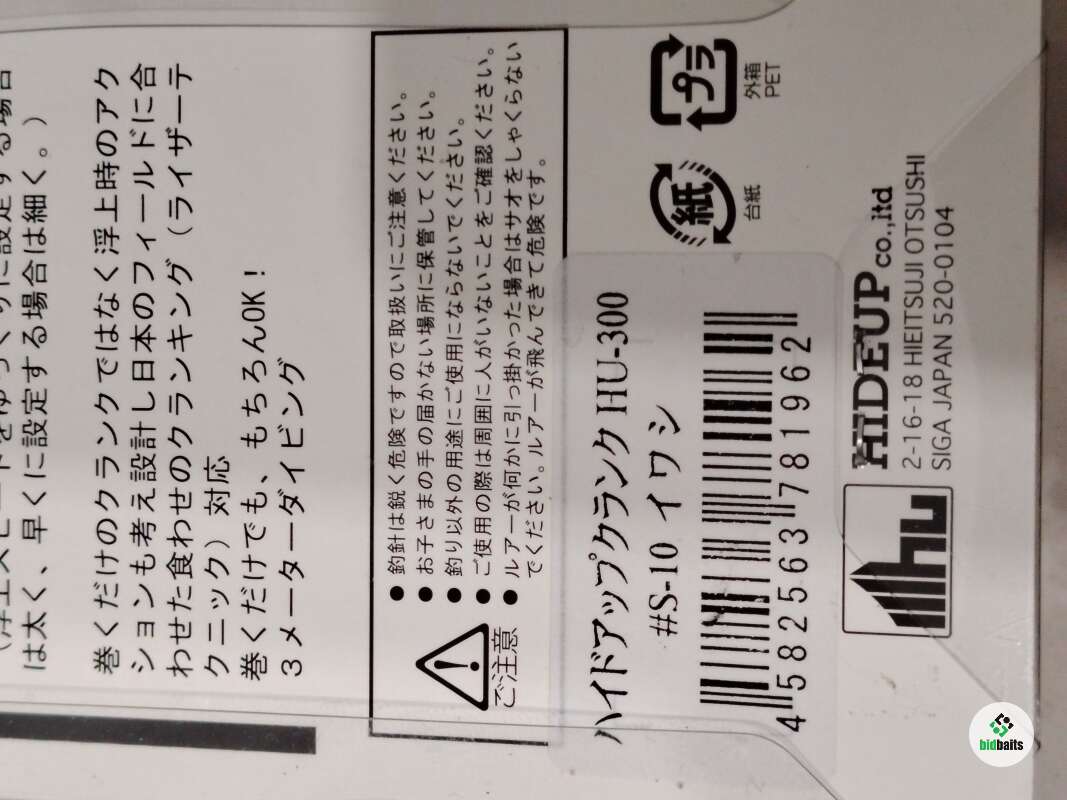 は太く、早くに設定する場合は細く。)
巻くだけのクランクではなく浮上時のアク
ションも考え設計し日本のフィールドに合
わせた食わせのクランキング(ライザーテ
クニック)対応
巻くだけでも、もちろんOK!
3メーターダイビング
ご注意
● 釣針は鋭く危険ですので取扱いにご注意ください。
● お子さまの手の届かない場所に保管してください。
● 釣り以外の用途にご使用にならないでください。
● ご使用の際は周囲に人がいないことをご確認ください。
● ルアーが何かに引っ掛かった場合はサオをしゃくらない
でください。ルアーが飛んできて危険です。
ハイドアップクランク HU-300
#S-10 イワシ
4582563781962
紙
台紙
プラ
外箱
PET
hu
HIDEUP co.,ltd
2-16-18 HIEITSUJI OTSUSHI
SIGA JAPAN 520-0104
bidbaits